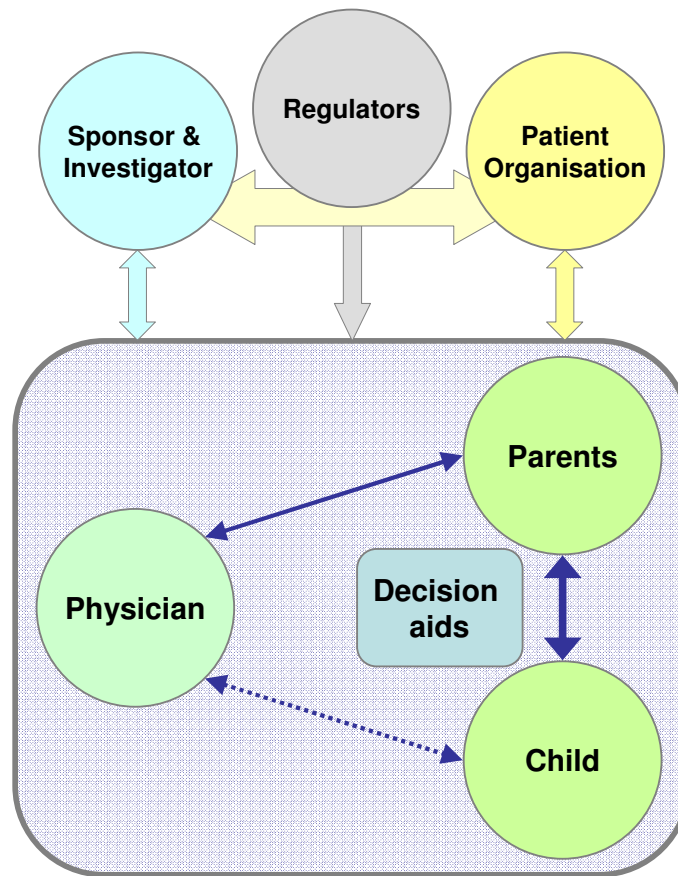 Sponsor &
Investigator
Regulators
Patient
Organisation
Parents
Physician
Decision
aids
Child